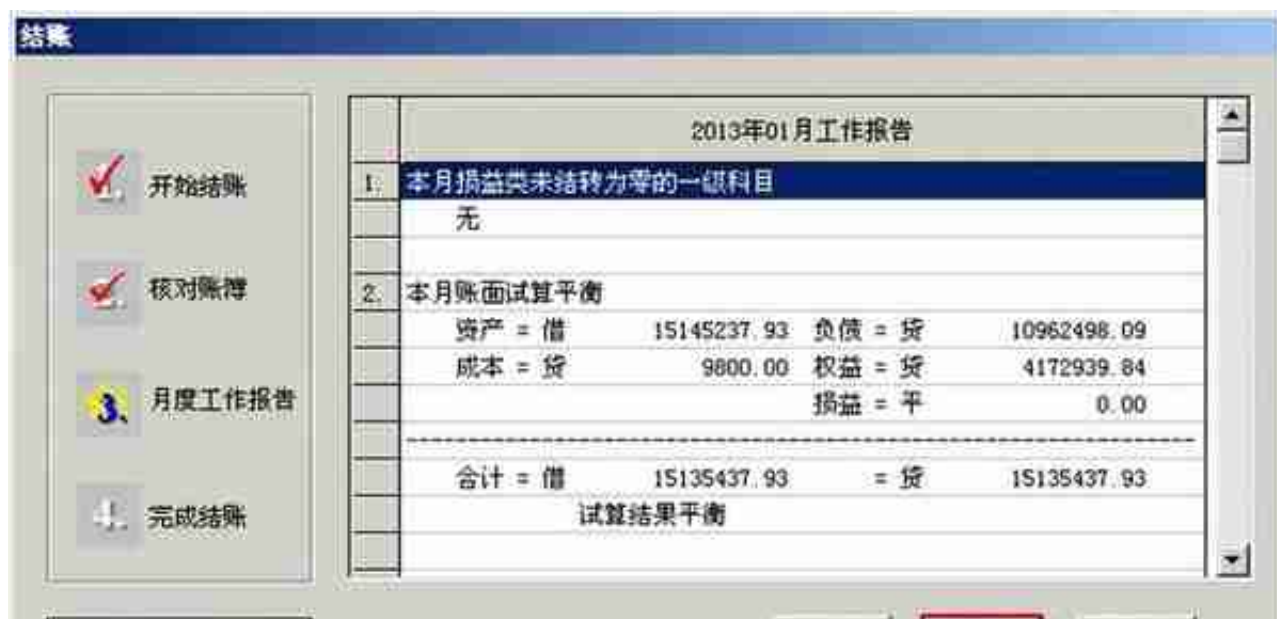 结账
开始结账
核对账簿
3. 月度工作报告
4. 完成结账
2013年01月工作报告
1. 本月损益类未结转为零的一级科目
无
2. 本月账面试算平衡
资产 = 借 15145237.93 负债 = 贷 10962498.09
成本 = 贷 9800.00 权益 = 贷 4172939.84
损益 = 平 0.00
合计 = 借 15135437.93 = 贷 15135437.93
试算结果平衡